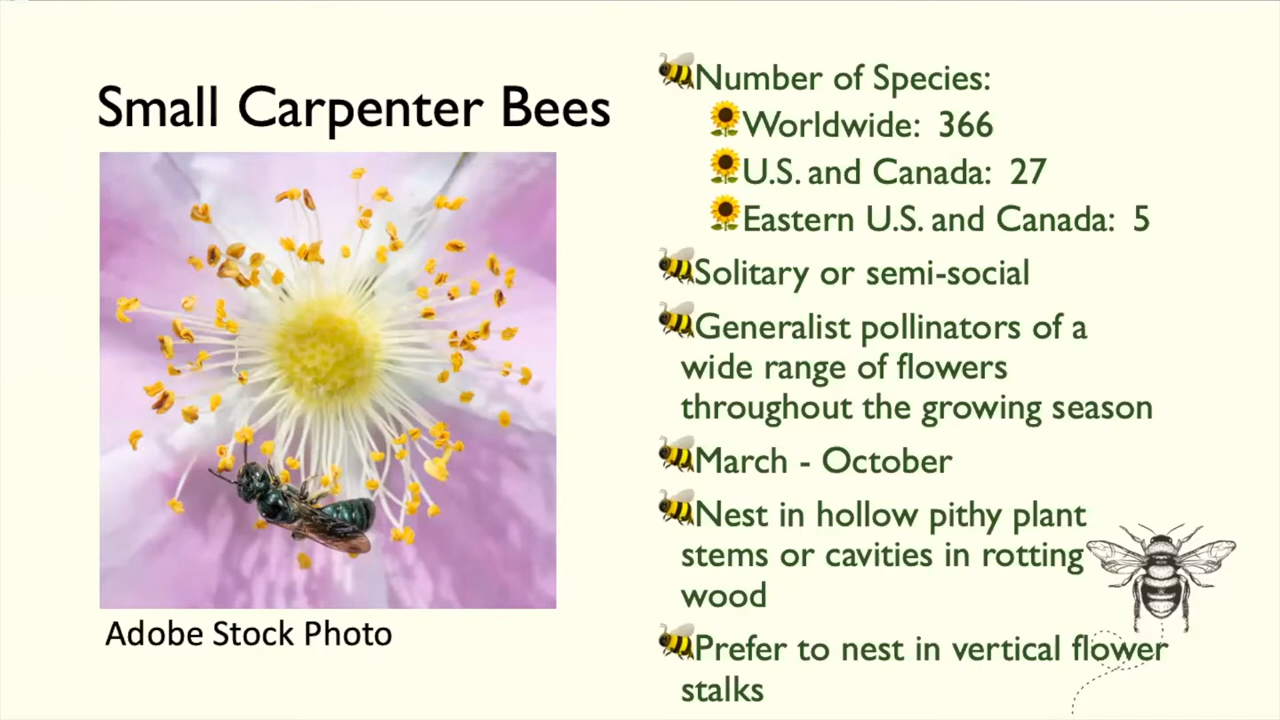 Small Carpenter Bees
Adobe Stock Photo
Number of Species:
Worldwide: 366
U.S. and Canada: 27
Eastern U.S. and Canada: 5
Solitary or semi-social
Generalist pollinators of a
wide range of flowers
throughout the growing season
March - October
Nest in hollow pithy plant
stems or cavities in rotting
wood
Prefer to nest in vertical flower
stalks